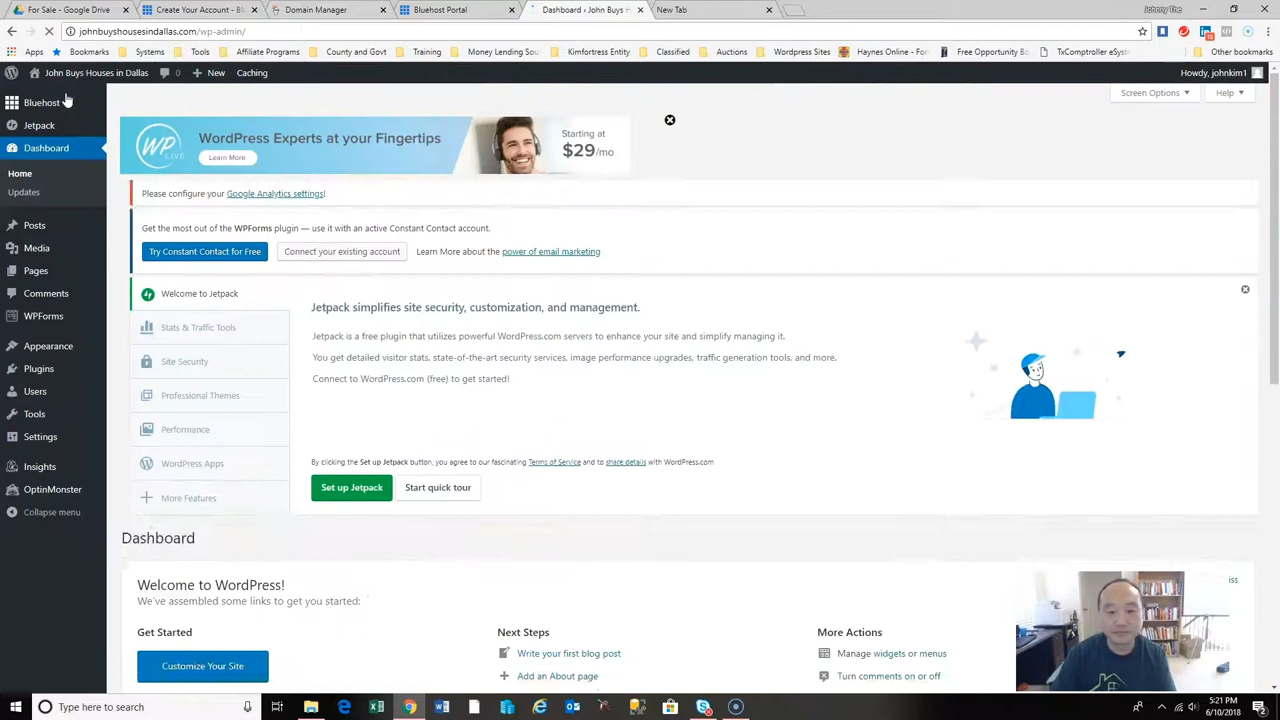 For Sale - Google Drive
Create Your Account - B
Domain Manager
Bluehost Portal
Dashboard ‹ John Buys H
New Tab
Johnny The
johnbuyshousesindallas.com/wp-admin/
Apps
Bookmarks
Systems
Tools
Affiliate Programs
County and Govt
Training
Money Lending Sour
Kimfortress Entity
Classified
Auctions
Wordpress Sites
Haynes Online - For
Free Overbooking
TxComptroller eSyste
Other bookmarks
John Buys Houses in Dallas
0
New
Caching
Howdy, johnkim1
Bluehost
Screen Options
Help
Jetpack
Dashboard
Home
Updates
Posts
Media
Pages
Comments
WPForms
Appearance
Plugins
Users
Tools
Settings
Insights
OptinMonster
Collapse menu
WP
LIVE
WordPress Experts at your Fingertips
Learn More
Starting at
$29/mo
Please configure your Google Analytics settings!
Get the most out of the WPForms plugin — use it with an active Constant Contact account.
Try Constant Contact for Free
Connect your existing account
Learn More about the power of email marketing
Welcome to Jetpack
Stats & Traffic Tools
Site Security
Professional Themes
Performance
WordPress Apps
More Features
Jetpack simplifies site security, customization, and management.
Jetpack is a free plugin that utilizes powerful WordPress.com servers to enhance your site and simplify managing it.
You get detailed visitor stats, state-of-the-art security services, image performance upgrades, traffic generation tools, and more.
Connect to WordPress.com (free) to get started!
By clicking the Set up Jetpack button, you agree to our fascinating Terms of Service and to share details with WordPress.com
Set up Jetpack
Start quick tour
Dashboard
Welcome to WordPress!
We've assembled some links to get you started:
Get Started
Customize Your Site
Next Steps
Write your first blog post
Add an About page
More Actions
Manage widgets or menus
Turn comments on or off
iss
Type here to search
5:21 PM
6/10/2018
2